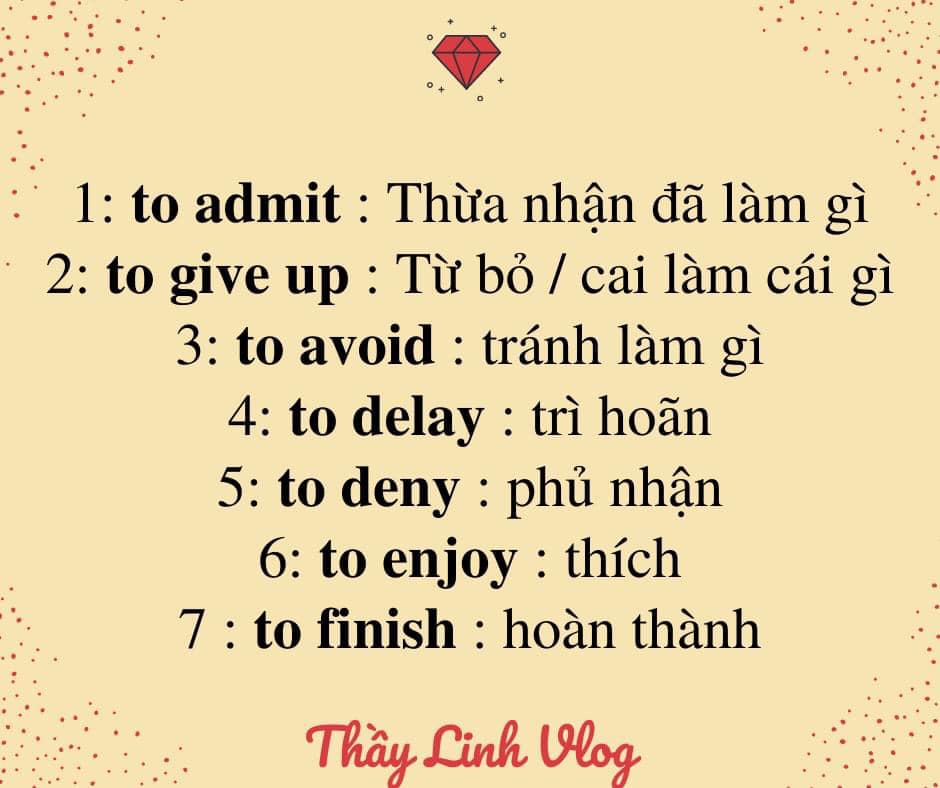 1: to admit : Thừa nhận đã làm gì
2: to give up : Từ bỏ / cai làm cái gì
3: to avoid : tránh làm gì
4: to delay : trì hoãn
5: to deny : phủ nhận
6: to enjoy : thích
7 : to finish : hoàn thành
Thầy Linh Vlog